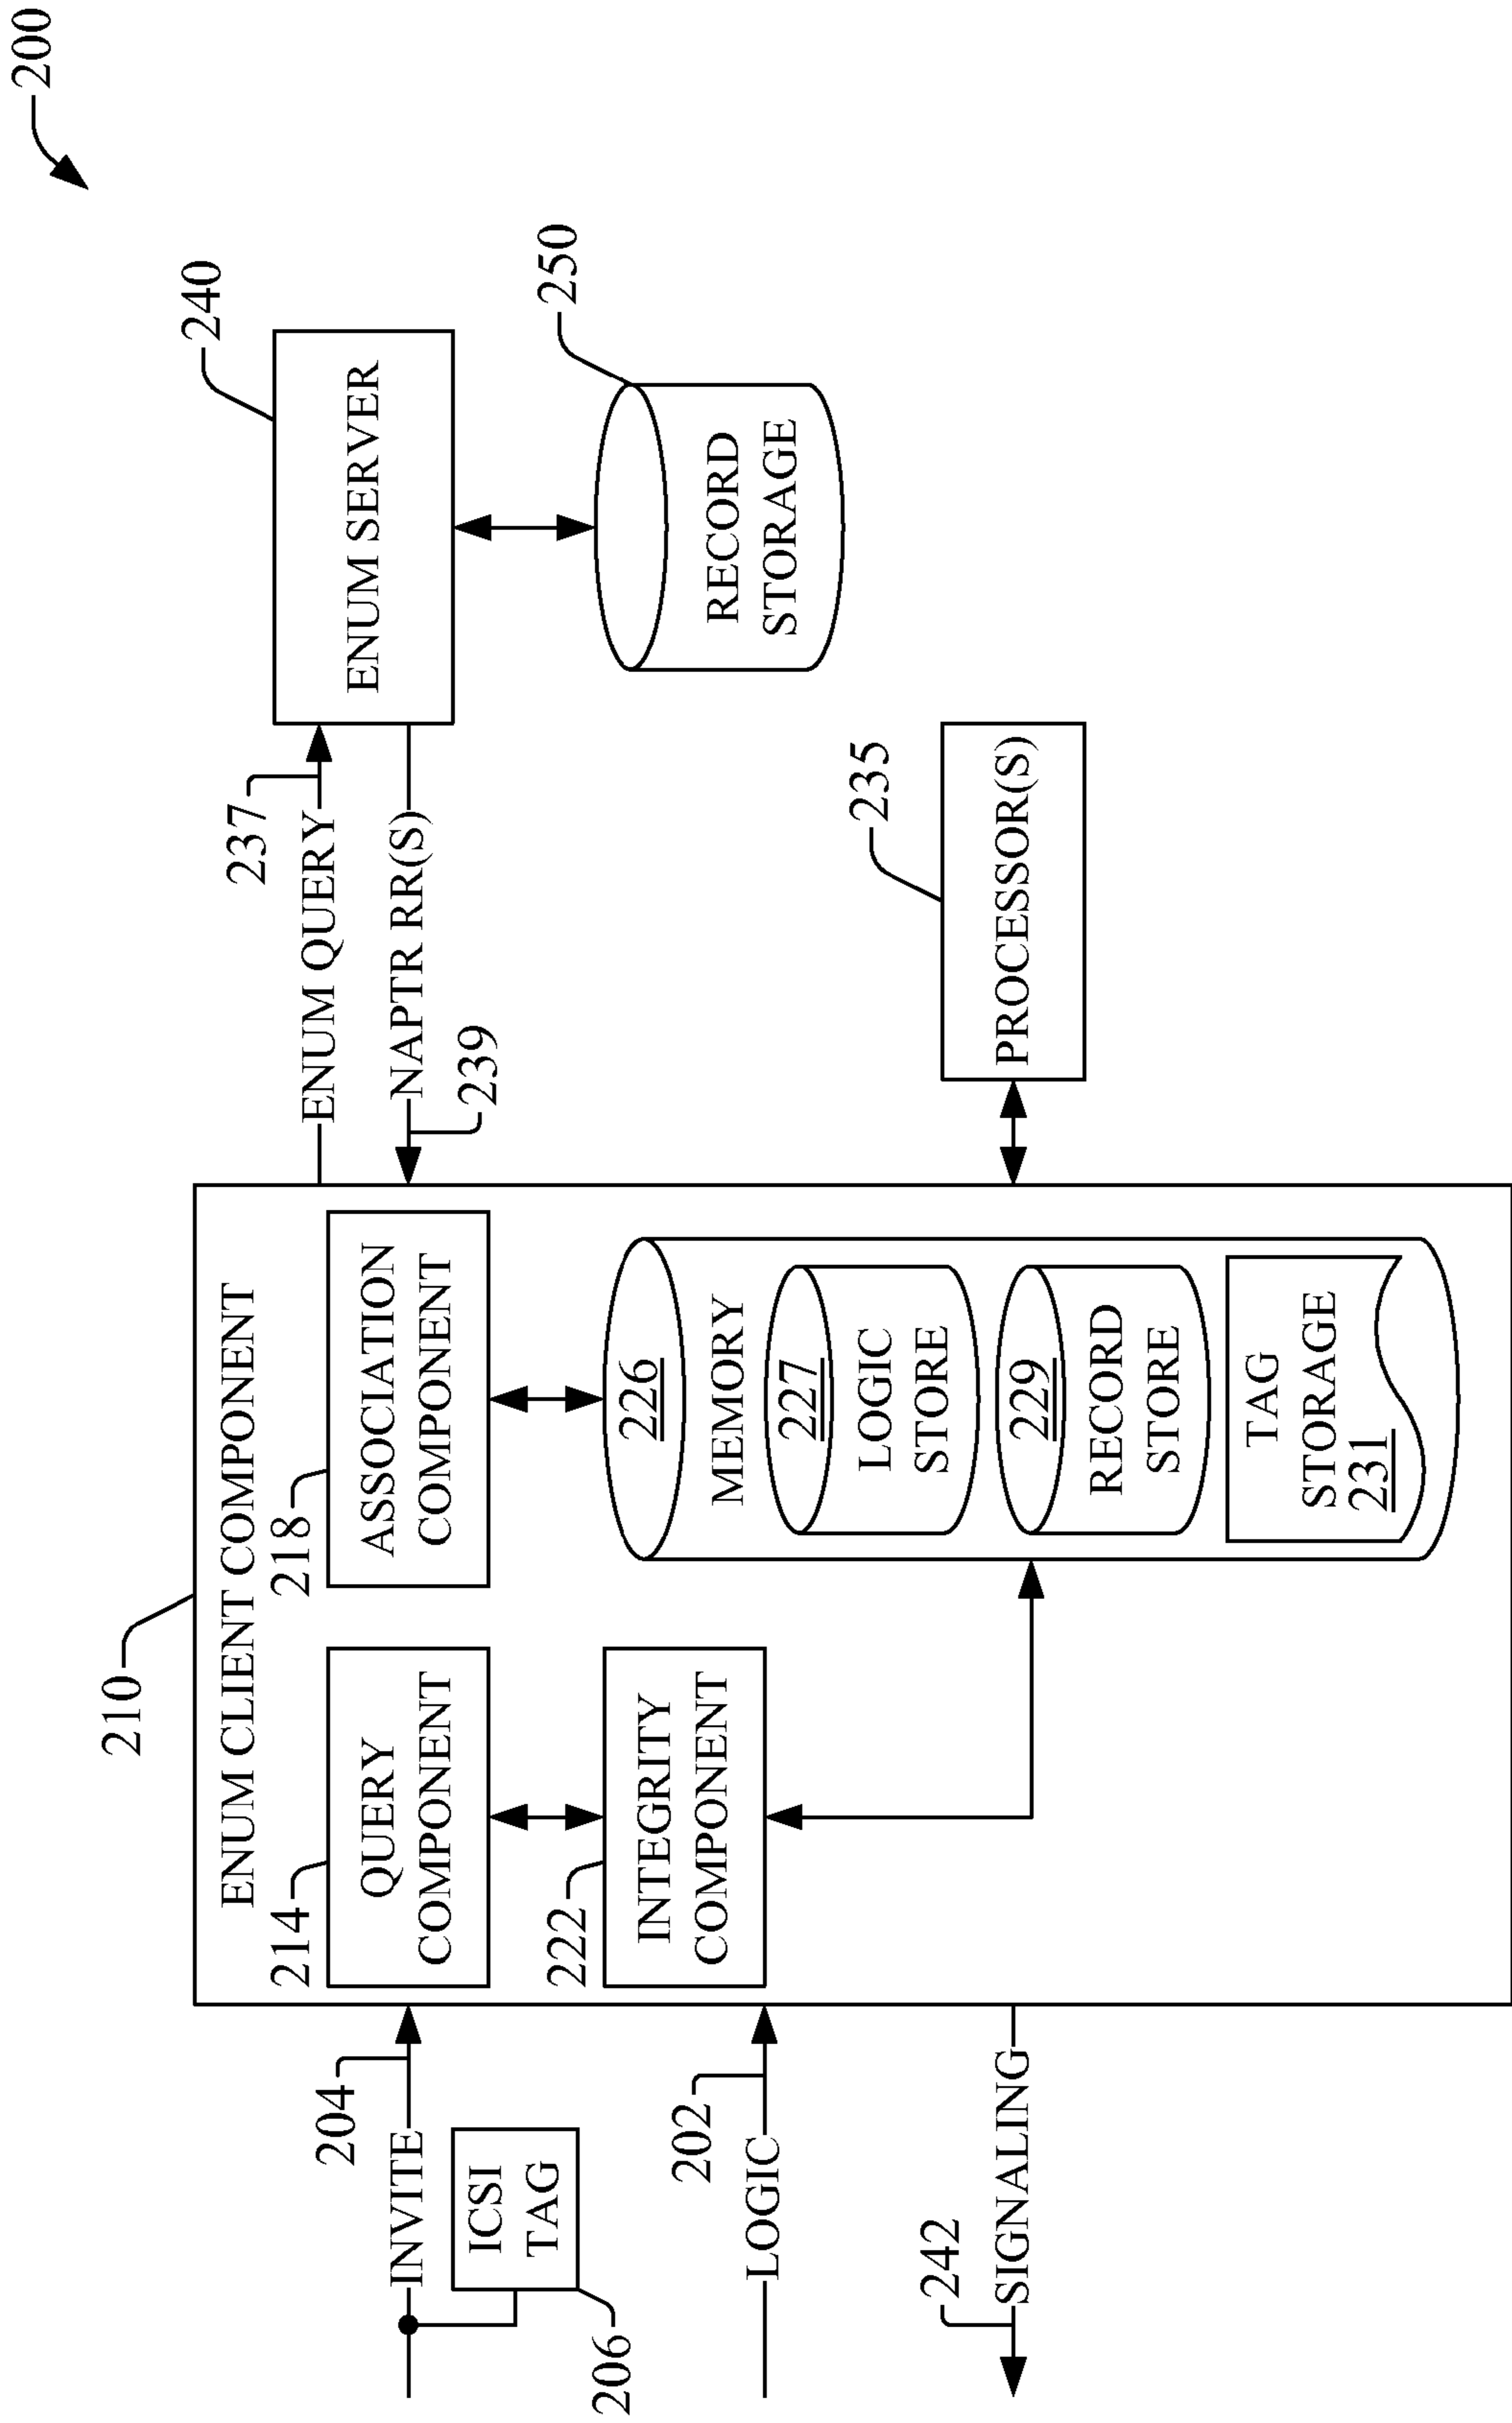 200
210
ENUM CLIENT COMPONENT
204
INVITE
ICSI
TAG
206
202
LOGIC
242
SIGNALING
214
QUERY
COMPONENT
222
INTEGRITY
COMPONENT
218
ASSOCIATION
COMPONENT
226
MEMORY
227
LOGIC
STORE
229
RECORD
STORE
TAG
STORAGE
231
237
ENUM QUERY
NAPTR RR(S)
239
240
ENUM SERVER
250
RECORD
STORAGE
235
PROCESSOR(S)